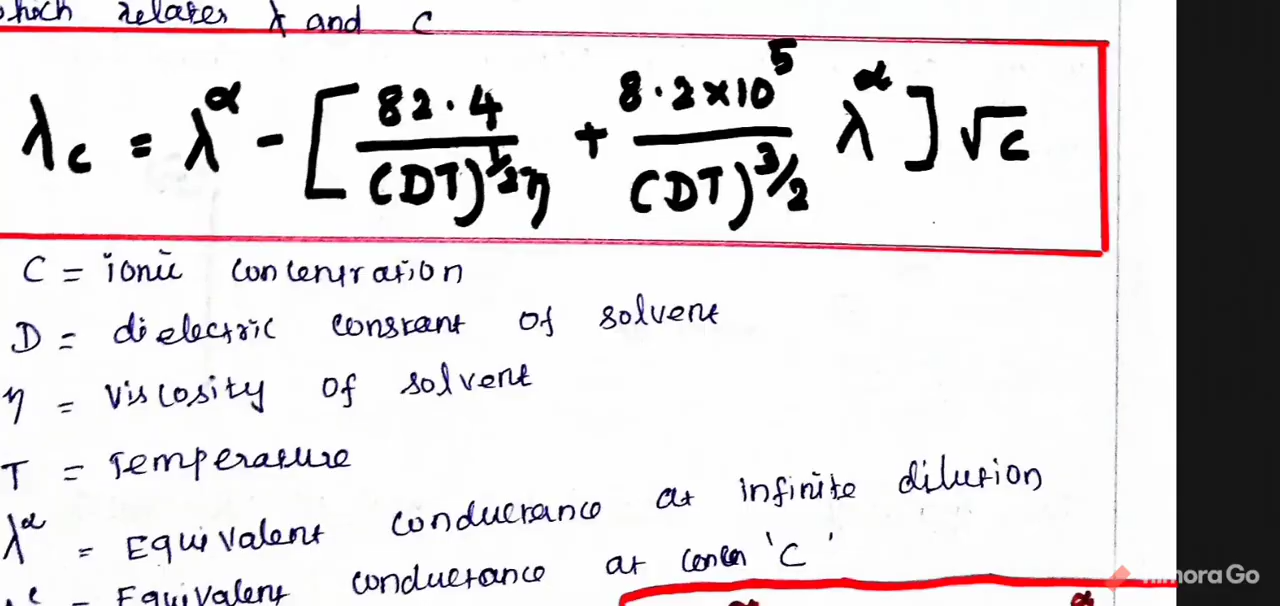 which relates λ and C
λc = λ^α - [ 82.4 / (DT)^1/2 η + 8.2×10^5 / (DT)^3/2 λ^α ] √c
C = ionic concentration
D = dielectric constant of solvent
η = Viscosity of solvent
T = Temperature
λ^α = Equivalent conductance at infinite dilution
= Equivalent conductance at concn 'C'
α α
nimoraGo